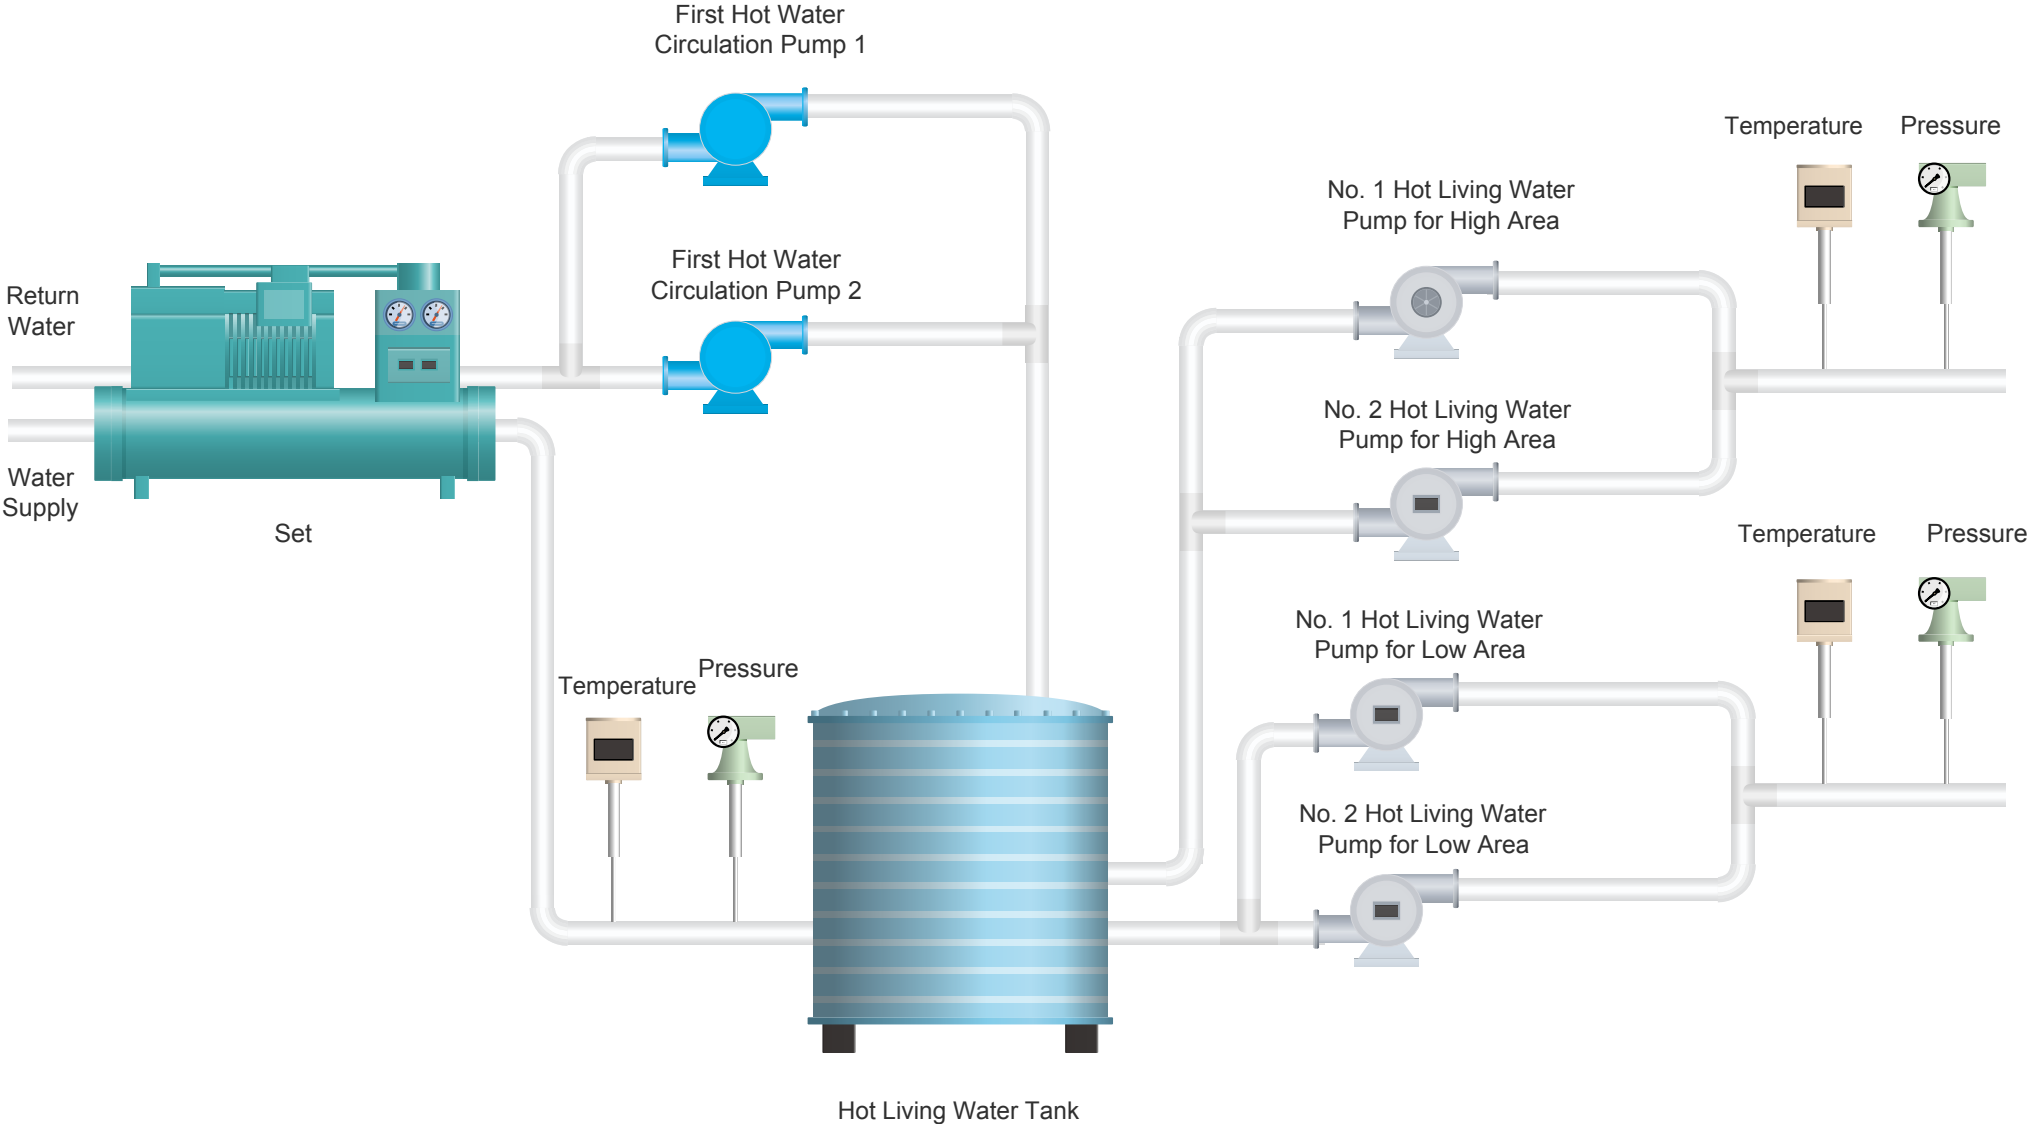 First Hot Water
Circulation Pump 1
Temperature
Pressure
No. 1 Hot Living Water
Pump for High Area
First Hot Water
Circulation Pump 2
Return
Water
No. 2 Hot Living Water
Pump for High Area
Water
Supply
Set
Temperature
Pressure
No. 1 Hot Living Water
Pump for Low Area
Temperature
Pressure
No. 2 Hot Living Water
Pump for Low Area
Hot Living Water Tank